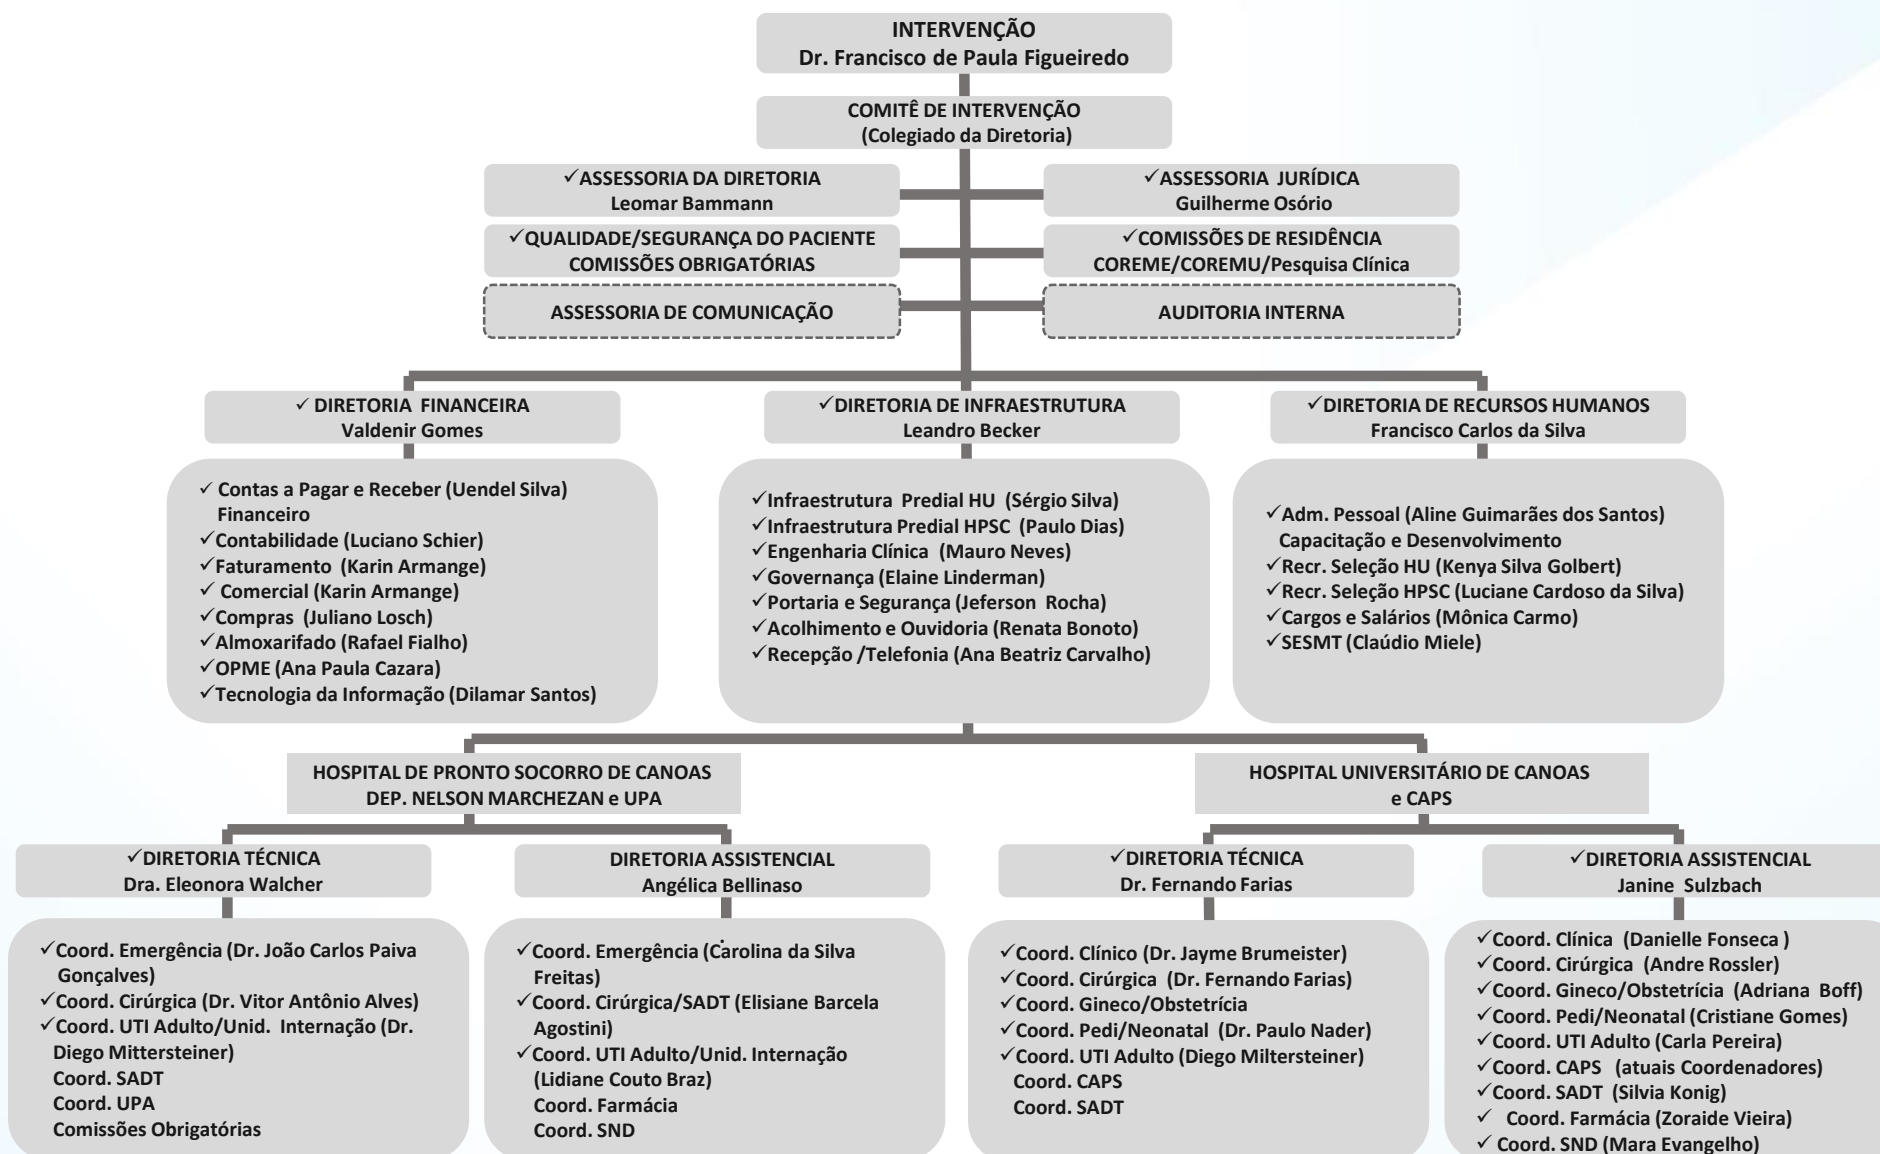 INTERVENÇÃO
Dr. Francisco de Paula Figueiredo
COMITÊ DE INTERVENÇÃO
(Colegiado da Diretoria)
✓ASSESSORIA DA DIRETORIA
Leomar Bammann
✓ASSESSORIA JURÍDICA
Guilherme Osório
✓QUALIDADE/SEGURANÇA DO PACIENTE
COMISSÕES OBRIGATÓRIAS
✓COMISSÕES DE RESIDÊNCIA
COREME/COREMU/Pesquisa Clínica
ASSESSORIA DE COMUNICAÇÃO
AUDITORIA INTERNA
✓ DIRETORIA FINANCEIRA
Valdenir Gomes
✓DIRETORIA DE INFRAESTRUTURA
Leandro Becker
✓DIRETORIA DE RECURSOS HUMANOS
Francisco Carlos da Silva
✓ Contas a Pagar e Receber (Uendel Silva)
Financeiro
✓Contabilidade (Luciano Schier)
✓Faturamento (Karin Armange)
✓ Comercial (Karin Armange)
✓Compras (Juliano Losch)
✓Almoxarifado (Rafael Fialho)
✓OPME (Ana Paula Cazara)
✓Tecnologia da Informação (Dilamar Santos)
✓Infraestrutura Predial HU (Sérgio Silva)
✓Infraestrutura Predial HPSC (Paulo Dias)
✓Engenharia Clínica (Mauro Neves)
✓Governança (Elaine Linderman)
✓Portaria e Segurança (Jeferson Rocha)
✓Acolhimento e Ouvidoria (Renata Bonoto)
✓Recepção /Telefonia (Ana Beatriz Carvalho)
✓Adm. Pessoal (Aline Guimarães dos Santos)
Capacitação e Desenvolvimento
✓Recr. Seleção HU (Kenya Silva Golbert)
✓Recr. Seleção HPSC (Luciane Cardoso da Silva)
✓Cargos e Salários (Mônica Carmo)
✓SESMT (Claúdio Miele)
HOSPITAL DE PRONTO SOCORRO DE CANOAS
DEP. NELSON MARCHEZAN e UPA
HOSPITAL UNIVERSITÁRIO DE CANOAS
e CAPS
✓DIRETORIA TÉCNICA
Dra. Eleonora Walcher
DIRETORIA ASSISTENCIAL
Angélica Bellinaso
✓DIRETORIA TÉCNICA
Dr. Fernando Farias
✓DIRETORIA ASSISTENCIAL
Janine Sulzbach
✓Coord. Emergência (Dr. João Carlos Paiva
Gonçalves)
✓Coord. Cirúrgica (Dr. Vitor Antônio Alves)
✓Coord. UTI Adulto/Unid. Internação (Dr.
Diego Mittersteiner)
Coord. SADT
Coord. UPA
Comissões Obrigatórias
✓Coord. Emergência (Carolina da Silva
Freitas)
✓Coord. Cirúrgica/SADT (Elisiane Barcela
Agostini)
✓Coord. UTI Adulto/Unid. Internação
(Lidiane Couto Braz)
Coord. Farmácia
Coord. SND
✓Coord. Clínico (Dr. Jayme Brumeister)
✓Coord. Cirúrgica (Dr. Fernando Farias)
✓Coord. Gineco/Obstetrícia
✓Coord. Pedi/Neonatal (Dr. Paulo Nader)
✓Coord. UTI Adulto (Diego Miltersteiner)
Coord. CAPS
Coord. SADT
✓Coord. Clínica (Danielle Fonseca )
✓Coord. Cirúrgica (Andre Rossler)
✓Coord. Gineco/Obstetrícia (Adriana Boff)
✓Coord. Pedi/Neonatal (Cristiane Gomes)
✓Coord. UTI Adulto (Carla Pereira)
✓Coord. CAPS (atuais Coordenadores)
✓Coord. SADT (Silvia Konig)
✓ Coord. Farmácia (Zoraide Vieira)
✓ Coord. SND (Mara Evangelho)